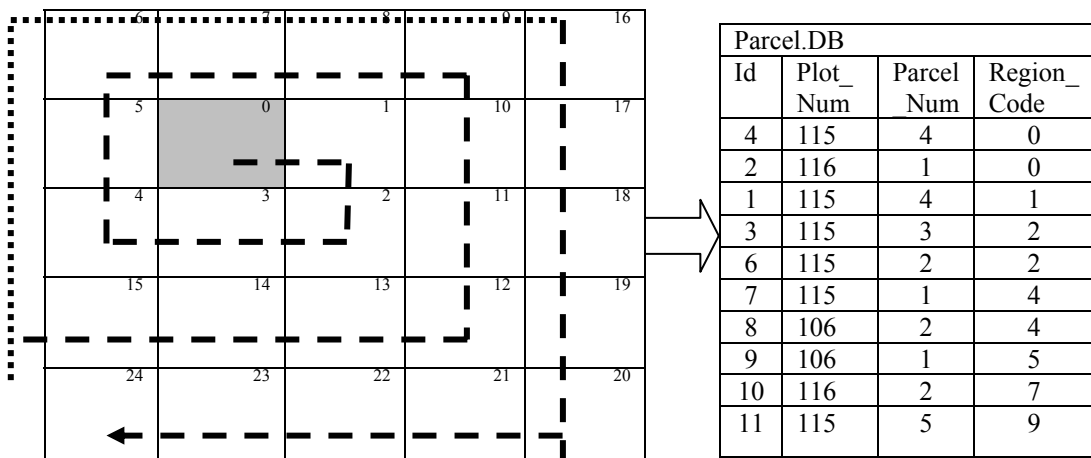 6 7 8 9 16
5 0 1 10 17
4 3 2 11 18
15 14 13 12 19
24 23 22 21 20
Parcel.DB
Id Plot_ Num Parcel _Num Region_ Code
4 115 4 0
2 116 1 0
1 115 4 1
3 115 3 2
6 115 2 2
7 115 1 4
8 106 2 4
9 106 1 5
10 116 2 7
11 115 5 9